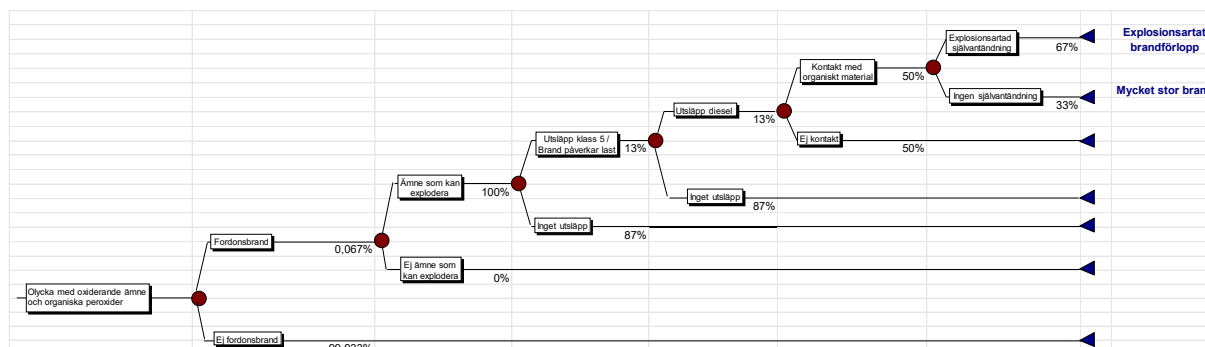 Explosionsartad
självantändning
67%
Explosionsartat
brandförlopp
Kontakt med
organiskt material
50%
Ingen självantändning
33%
Mycket stor bran
Utsläpp diesel
13%
Utsläpp klass 5 /
Brand påverkar last
13%
Ej kontakt
50%
Ämne som kan
explodera
100%
Inget utsläpp
87%
Inget utsläpp
87%
Fordonsbrand
0,067%
Ej ämne som
kan explodera
0%
Olycka med oxiderande ämne
och organiska peroxider
Ej fordonsbrand
99,933%